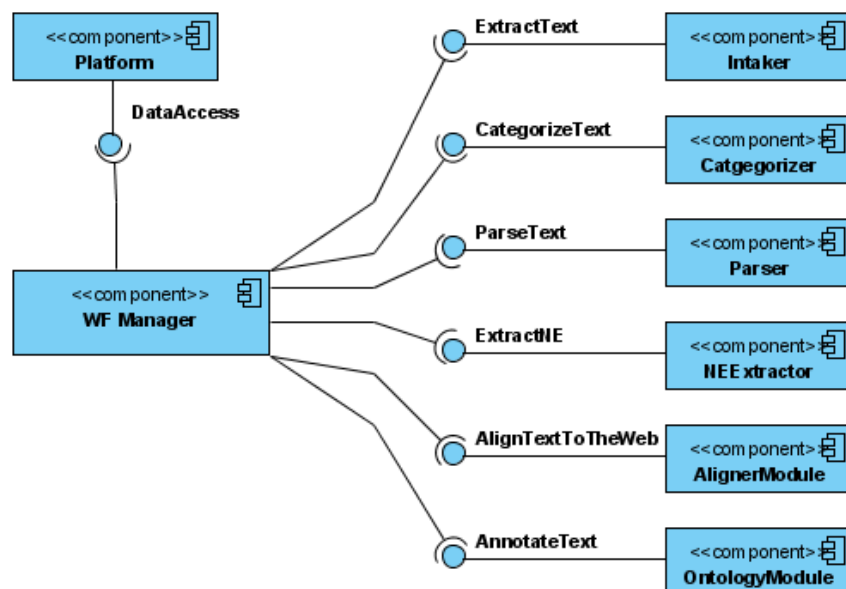 <<component>>
Platform
DataAccess
<<component>>
WF Manager
ExtractText
<<component>>
Intaker
CategorizeText
<<component>>
Catgegorizer
ParseText
<<component>>
Parser
ExtractNE
<<component>>
NEExtractor
AlignTextToTheWeb
<<component>>
AlignerModule
AnnotateText
<<component>>
OntologyModule